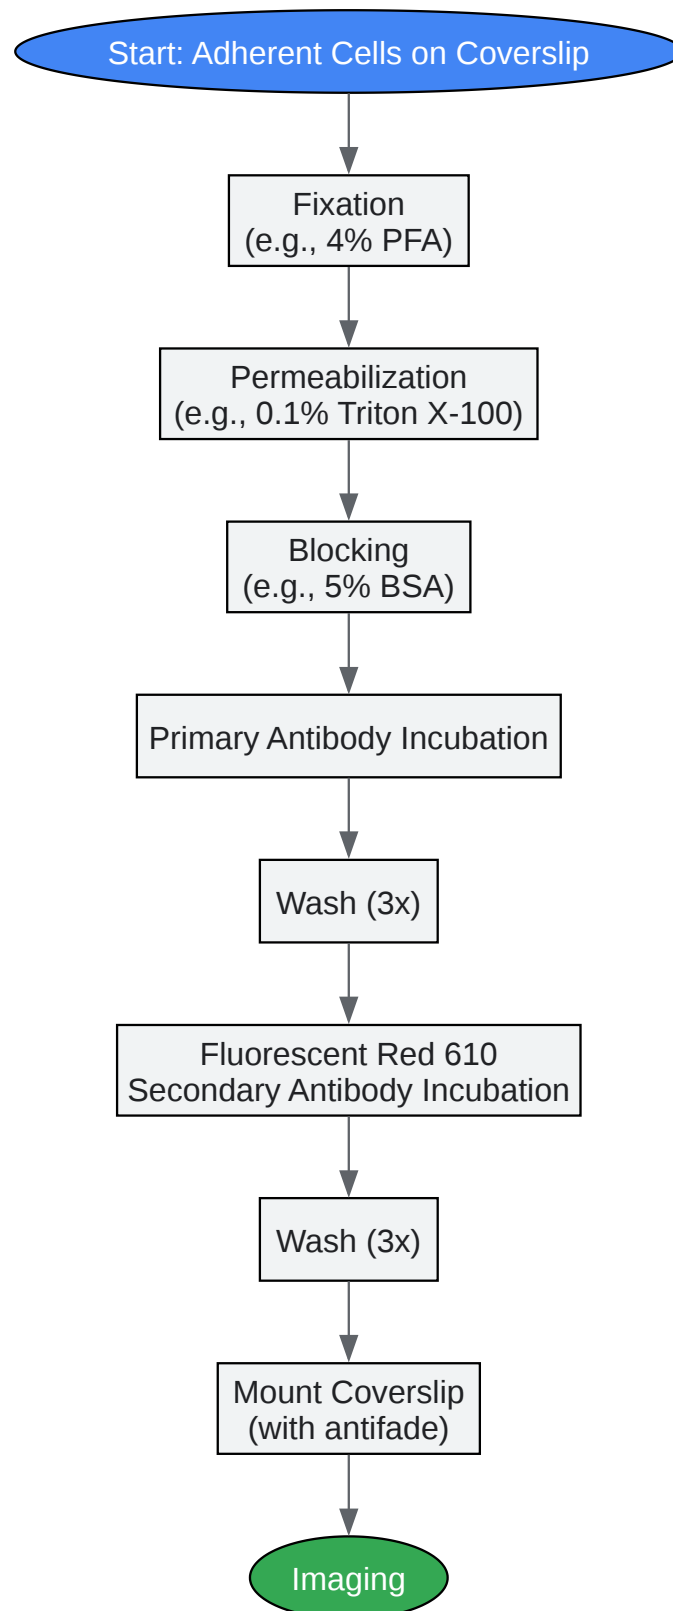 Start: Adherent Cells on Coverslip
Fixation
(e.g., 4% PFA)
Permeabilization
(e.g., 0.1% Triton X-100)
Blocking
(e.g., 5% BSA)
Primary Antibody Incubation
Wash (3x)
Fluorescent Red 610
Secondary Antibody Incubation
Wash (3x)
Mount Coverslip
(with antifade)
Imaging